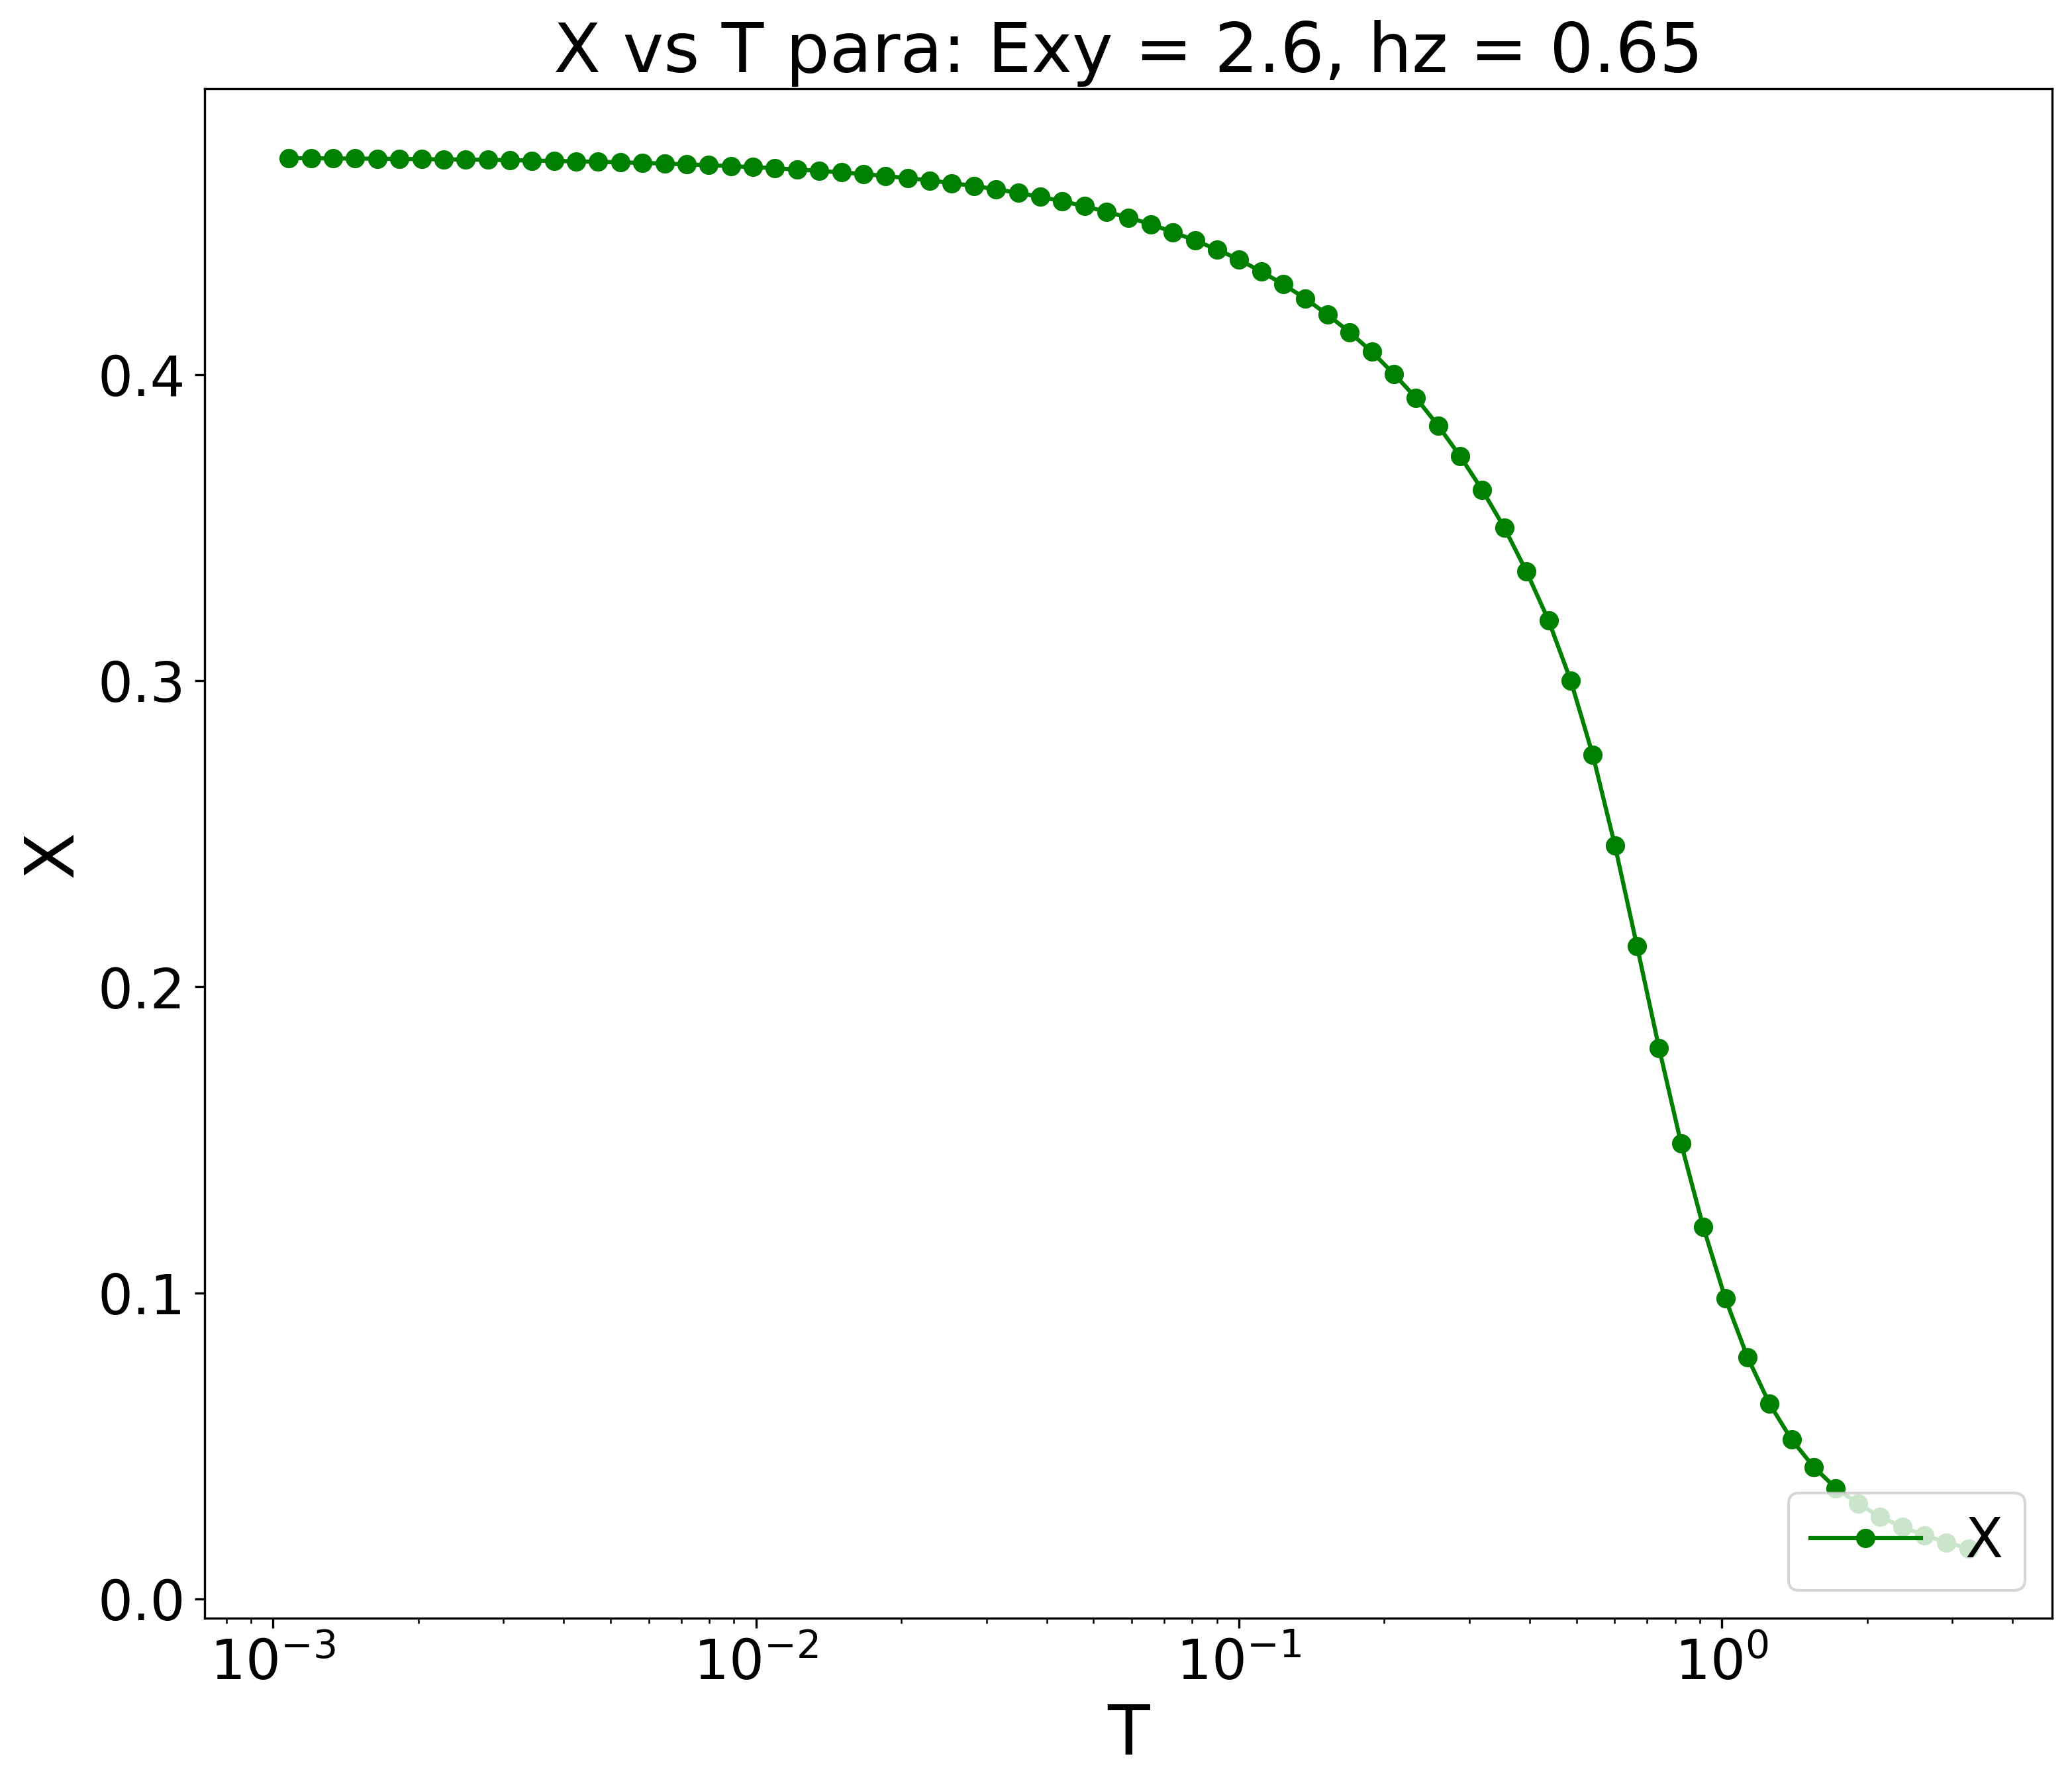 X vs T para: Exy = 2.6, hz = 0.65
X
0.4
0.3
0.2
0.1
0.0
10⁻³ 10⁻² 10⁻¹ 10⁰
T
X